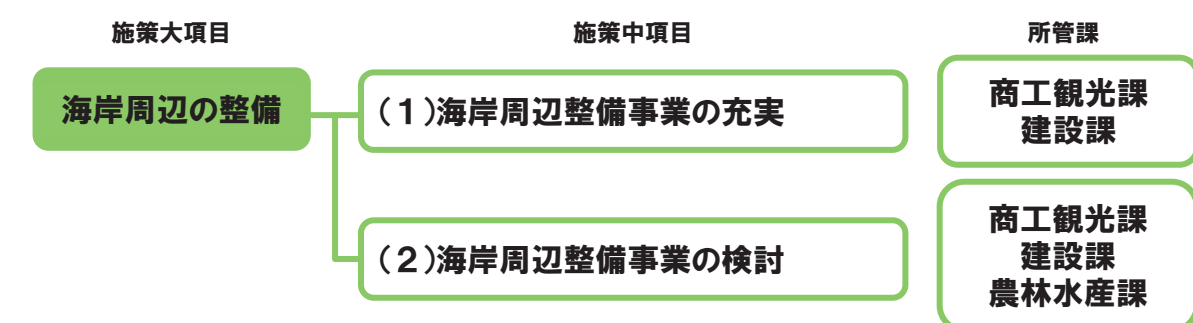 施策大項目
施策中項目
所管課
海岸周辺の整備
(1)海岸周辺整備事業の充実
商工観光課
建設課
(2)海岸周辺整備事業の検討
商工観光課
建設課
農林水産課